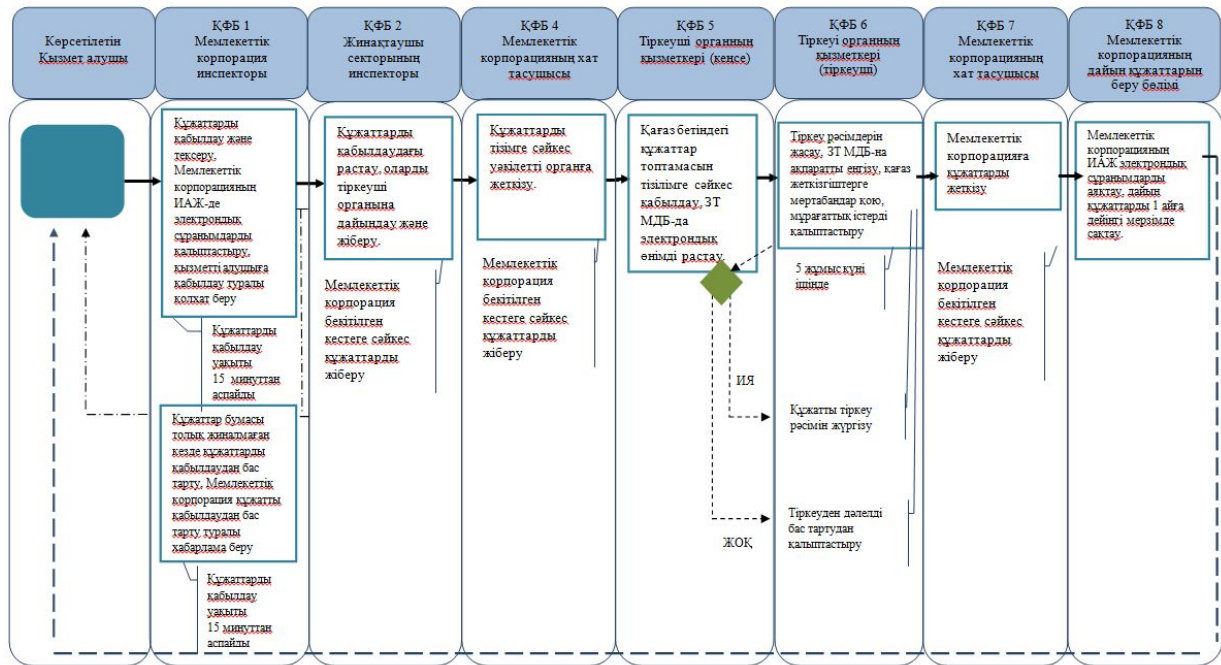 Көрсетілетін
Қызмет алушы
ҚФБ 1
Мемлекеттік
корпорация
инспекторы
ҚФБ 2
Жинақтаушы
секторының
инспекторы
ҚФБ 4
Мемлекеттік
корпорацияның хат
тасушысы
ҚФБ 5
Тіркеуші органның
қызметкері (кеңсе)
ҚФБ 6
Тіркеуі органның
қызметкері
(тіркеуші)
ҚФБ 7
Мемлекеттік
корпорацияның
хат тасушысы
ҚФБ 8
Мемлекеттік
корпорацияның
дайын құжаттарын
беру бөлімі
Құжаттарды
қабылдау және
тексеру,
Мемлекеттік
корпорацияның
ИАЖ-де
электрондық
сұранымдарды
қалыптастыру,
қызметті алушыға
қабылдау туралы
қолхат беру
Құжаттарды
қабылдау
уақыты
15 минуттан
аспайды
Құжаттар бумасы
толық жиналмаған
кезде құжаттарды
қабылдаудан бас
тарту, Мемлекеттік
корпорация құжатты
қабылдаудан бас
тарту туралы
хабарлама беру
Құжаттарды
қабылдау
уақыты
15 минуттан
аспайды
Құжаттарды
қабылдаудағы
растау, оларды
тіркеуші
органына
дайындау және
жіберу.
Мемлекеттік
корпорация
бекітілген
кестеге сәйкес
құжаттарды
жіберу
Құжаттарды
тізімге сәйкес
уәкілетті органға
жеткізу.
Мемлекеттік
корпорация
бекітілген
кестеге сәйкес
құжаттарды
жіберу
Қағаз бетіндегі
құжаттар
топтамасын
тізілімге сәйкес
қабылдау, ЗТ
МДБ-да
электрондық
өнімді растау.
ИЯ
ЖОҚ
Тіркеу рәсімдерін
жасау, ЗТ МДБ-на
ақпаратты енгізу, қағаз
жеткізгіштерге
мөртабандар қою,
мұрағаттық істерді
қалыптастыру
5 жұмыс күні
ішінде
Құжатты тіркеу
рәсімін жүргізу
Тіркеуден дәлелді
бас тартудан
қалыптастыру
Мемлекеттік
корпорацияға
құжаттарды
жеткізу
Мемлекеттік
корпорация
бекітілген
кестеге сәйкес
құжаттарды
жіберу
Мемлекеттік
корпорацияның
ИАЖ электрондық
сұранымдарды
аяқтау, дайын
құжаттарды 1 айға
дейінгі мерзімде
сақтау.